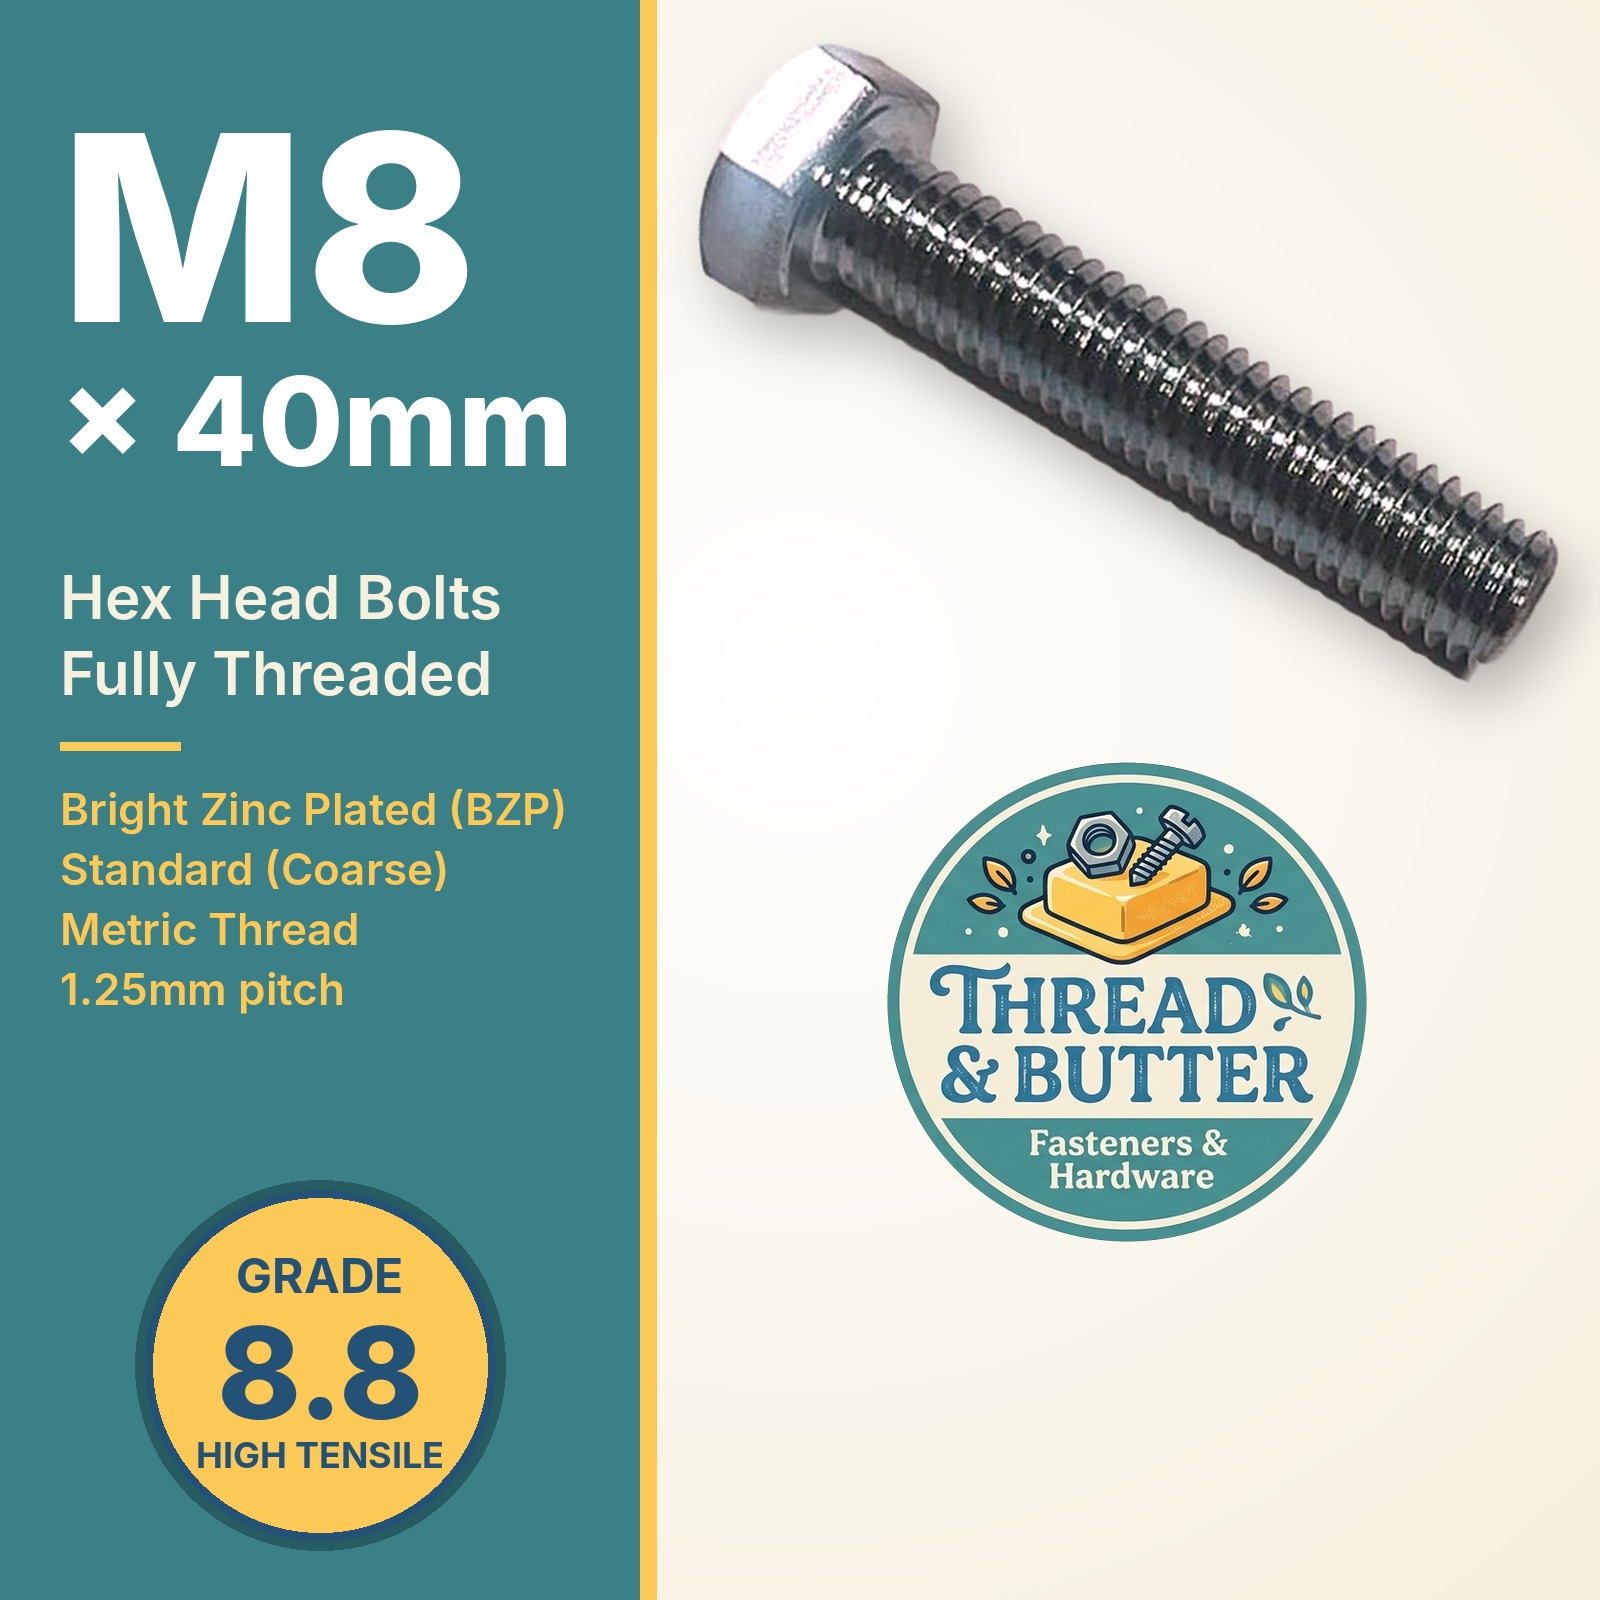 M8
× 40mm
Hex Head Bolts
Fully Threaded
Bright Zinc Plated (BZP)
Standard (Coarse)
Metric Thread
1.25mm pitch
GRADE
8.8
HIGH TENSILE
THREAD
& BUTTER
Fasteners &
Hardware